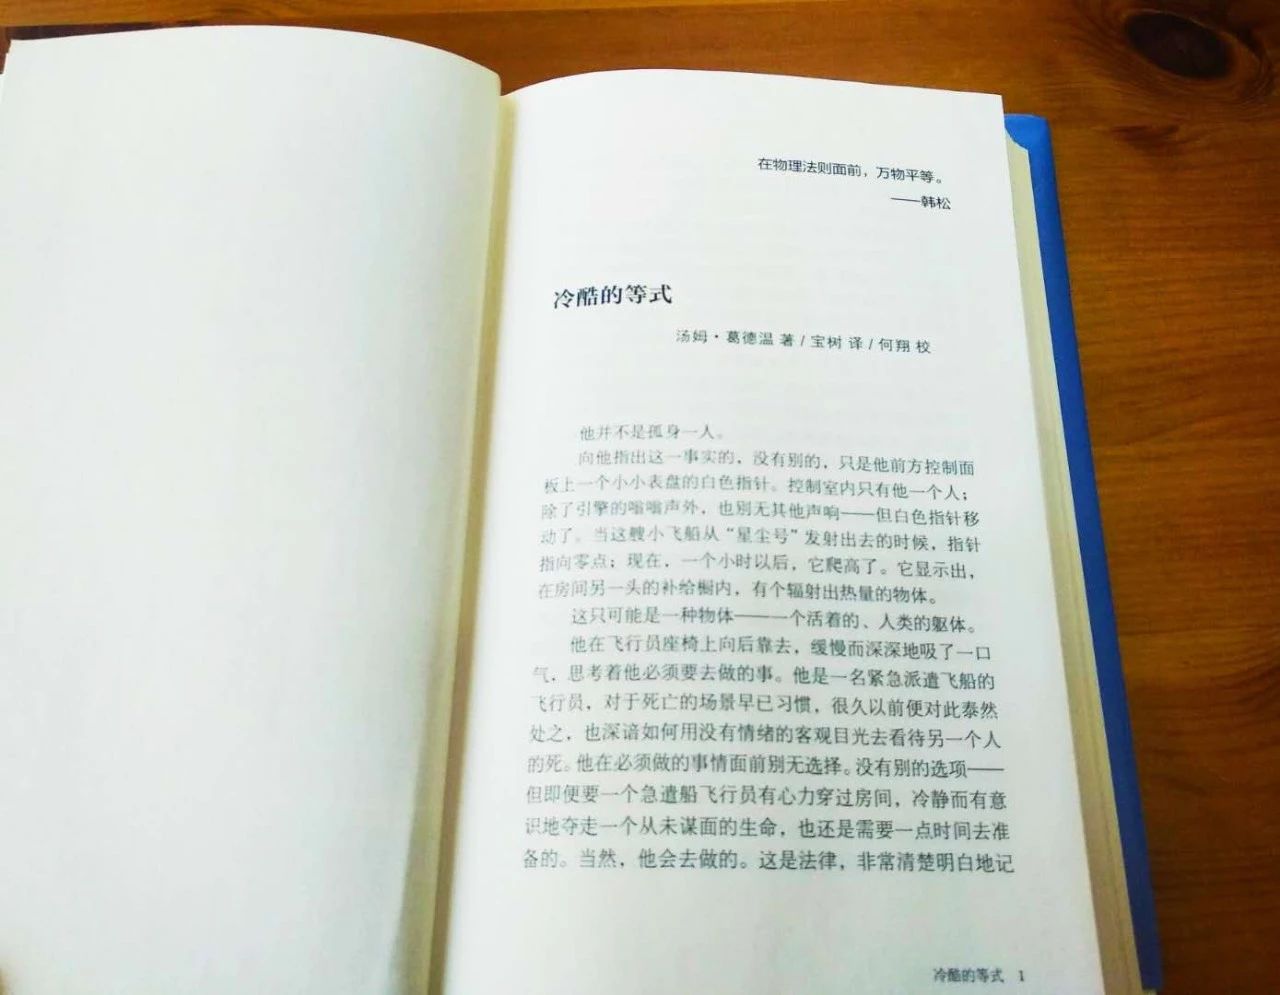 在物理法则面前，万物平等。
——韩松
冷酷的等式
汤姆·葛德温 著 / 宝树 译 / 何翔 校
他并不是孤身一人。
向他指出这一事实的，没有别的，只是他前方控制面
板上一个小小表盘的白色指针。控制室内只有他一个人；
除了引擎的嗡嗡声外，也别无其他声响——但白色指针移
动了。当这艘小飞船从“星尘号”发射出去的时候，指针
指向零点；现在，一个小时以后，它爬高了。它显示出，
在房间另一头的补给橱内，有个辐射出热量的物体。
这只可能是一种物体——一个活着的、人类的躯体。
他在飞行员座椅上向后靠去，缓慢而深深地吸了一口
气，思考着他必须要去做的事。他是一名紧急派遣飞船的
飞行员，对于死亡的场景早已习惯，很久以前便对此泰然
处之，也深谙如何用没有情绪的客观目光去看待另一个人
的死。他在必须做的事情面前别无选择。没有别的选项——
但即便要一个急遣船飞行员有心力穿过房间，冷静而有意
识地夺走一个从未谋面的生命，也还是需要一点时间去准
备的。当然，他会去做的。这是法律，非常清楚明白地记
冷酷的等式 1